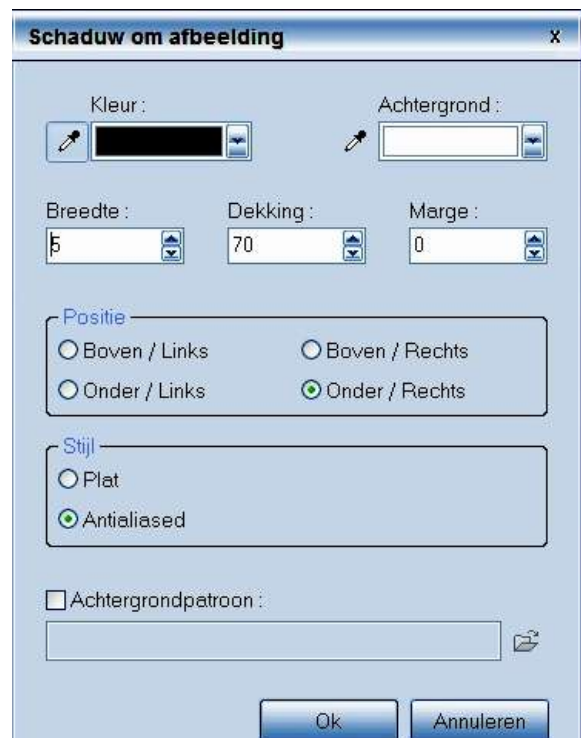 Schaduw om afbeelding x
Kleur : Achtergrond :
Breedte : Dekking : Marge :
5 70 0
Positie
Boven / Links Boven / Rechts
Onder / Links Onder / Rechts
Stijl
Plat
Antialiased
Achtergrondpatroon :
Ok Annuleren